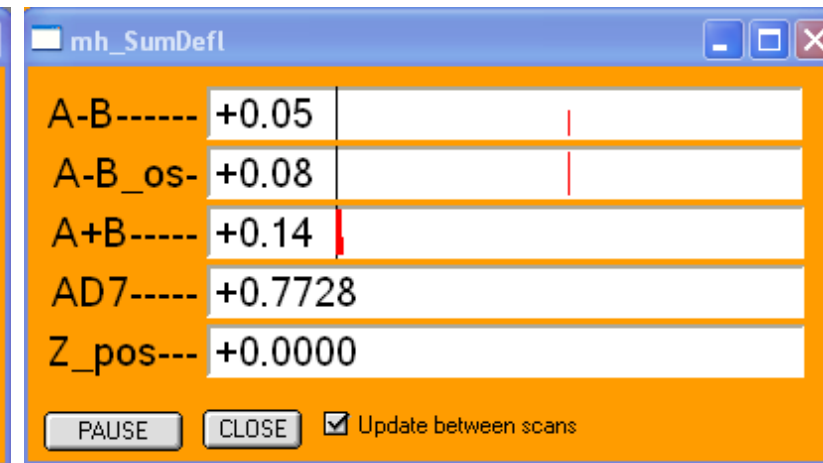 mh_SumDefl
A-B------ +0.05
A-B_os- +0.08
A+B----- +0.14
AD7----- +0.7728
Z_pos--- +0.0000
PAUSE CLOSE Update between scans